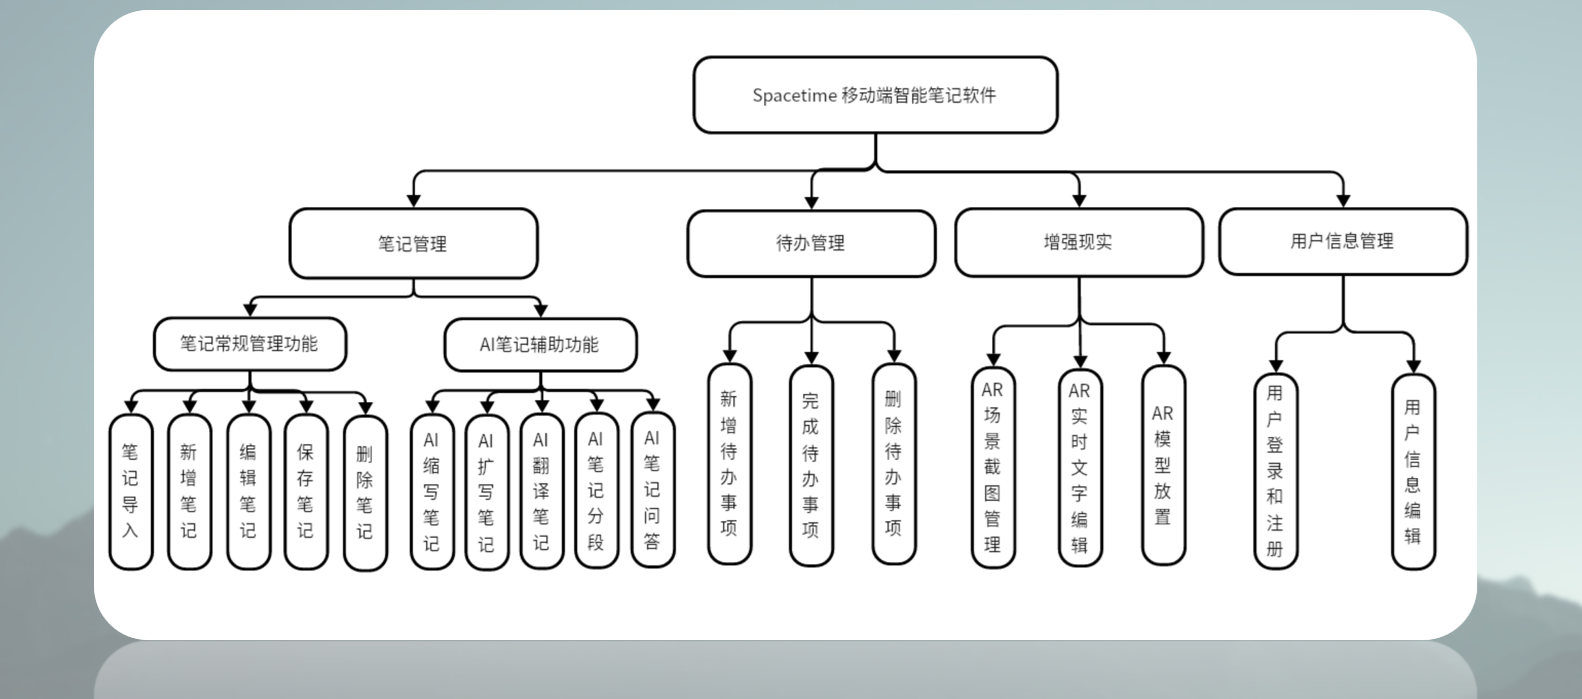 Spacetime 移动端智能笔记软件
笔记管理
待办管理
增强现实
用户信息管理
笔记常规管理功能
AI笔记辅助功能
笔记导入
新增笔记
编辑笔记
保存笔记
删除笔记
AI缩写笔记
AI扩写笔记
AI翻译笔记
AI笔记分段
AI笔记问答
新增待办事项
完成待办事项
删除待办事项
AR场景截图管理
AR实时文字编辑
AR模型放置
用户登录和注册
用户信息编辑